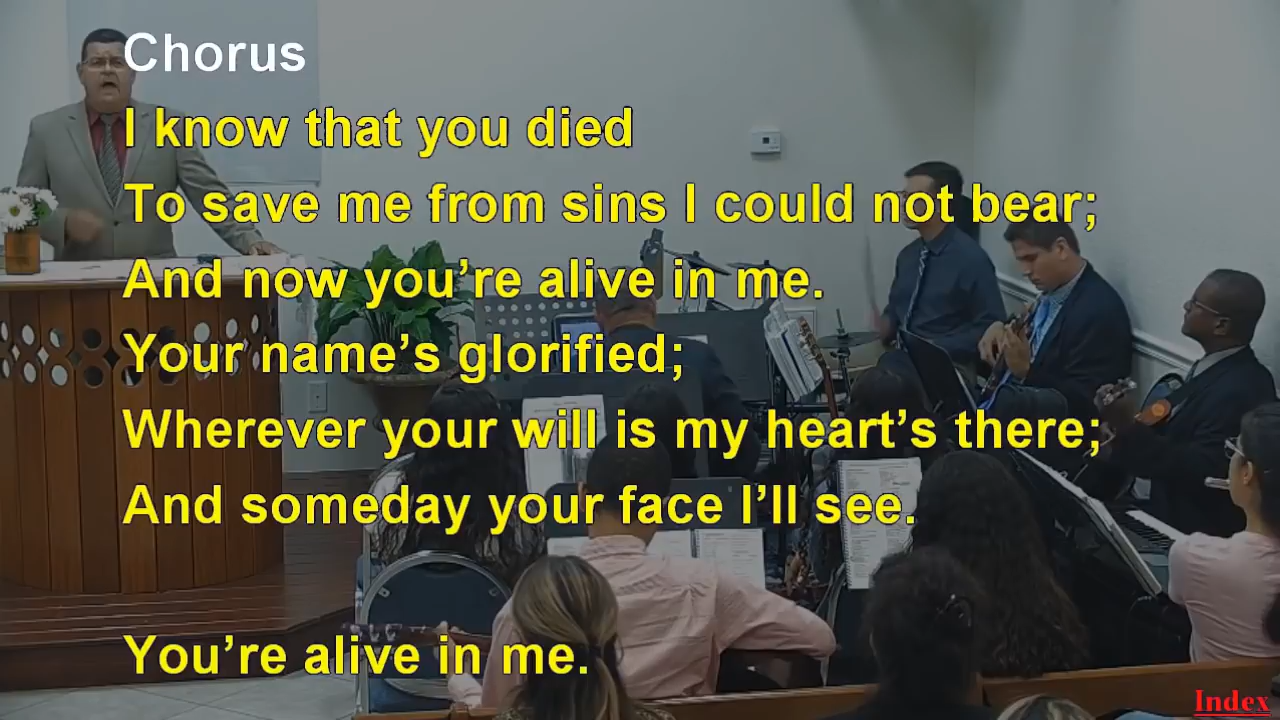 Chorus
I know that you died
To save me from sins I could not bear;
And now you’re alive in me.
Your name’s glorified;
Wherever your will is my heart’s there;
And someday your face I’ll see.
You’re alive in me.
Index